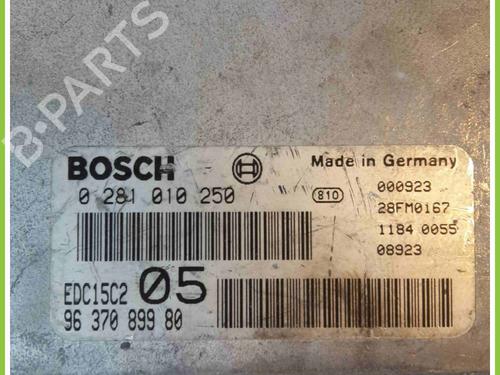 B-PARTS
BOSCH Made in Germany
0 281 010 250 810 000923
28FM0167
1184 0055
08923
EDC15C2 05
96 370 899 80